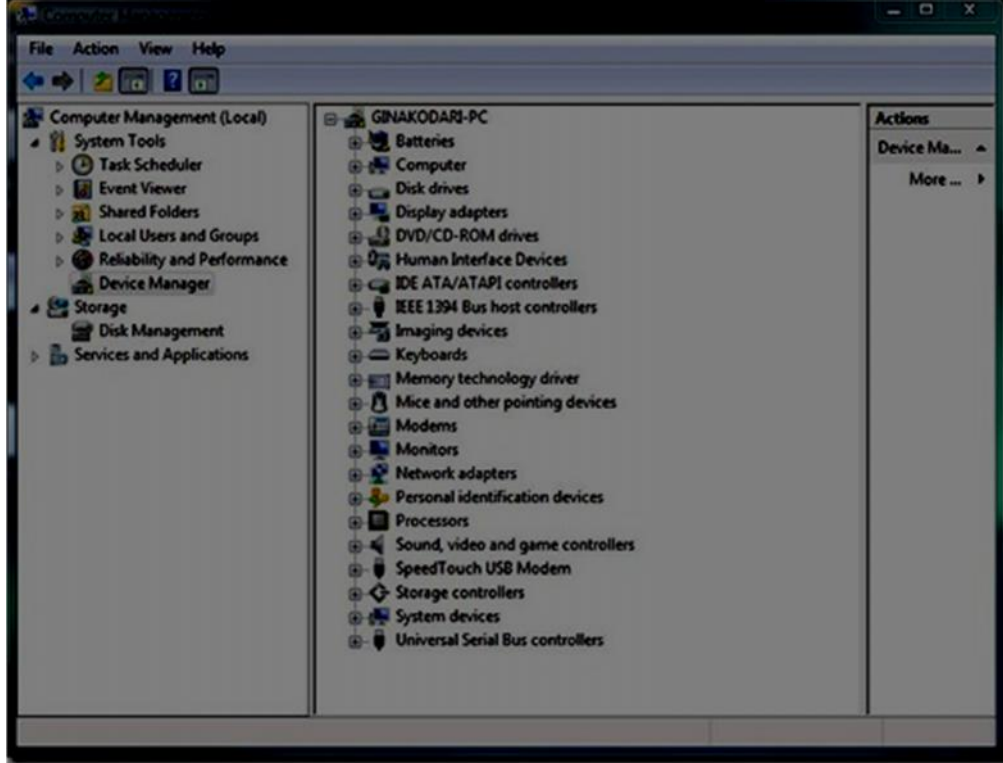 Computer Management
File Action View Help
Computer Management (Local)
System Tools
Task Scheduler
Event Viewer
Shared Folders
Local Users and Groups
Reliability and Performance
Device Manager
Storage
Disk Management
Services and Applications
GINAKODARI-PC
Batteries
Computer
Disk drives
Display adapters
DVD/CD-ROM drives
Human Interface Devices
IDE ATA/ATAPI controllers
IEEE 1394 Bus host controllers
Imaging devices
Keyboards
Memory technology driver
Mice and other pointing devices
Modems
Monitors
Network adapters
Personal identification devices
Processors
Sound, video and game controllers
SpeedTouch USB Modem
Storage controllers
System devices
Universal Serial Bus controllers
Actions
Device Ma...
More ...